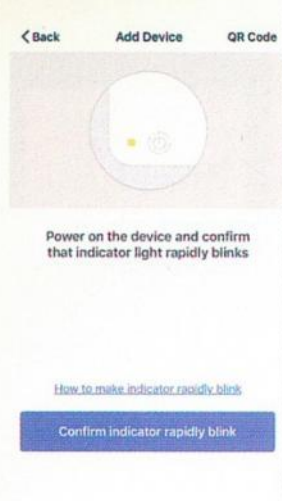 Back Add Device QR Code
Power on the device and confirm
that indicator light rapidly blinks
How to make indicator rapidly blink
Confirm indicator rapidly blink